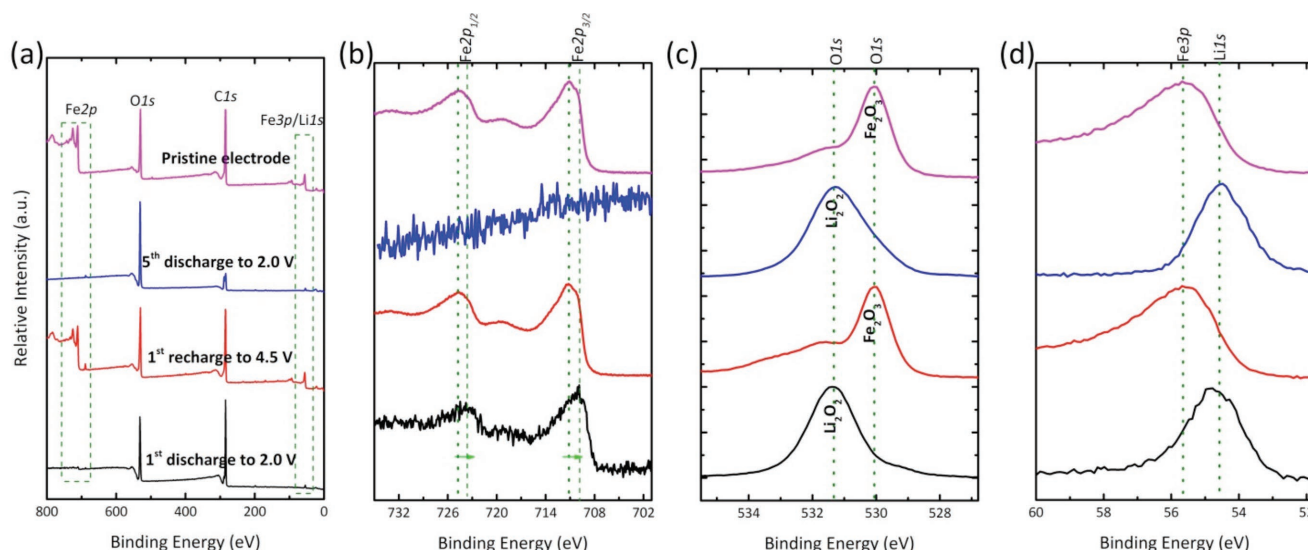 (a)
Fe2p
O1s
C1s
Fe3p/Li1s
Pristine electrode
5th discharge to 2.0 V
1st recharge to 4.5 V
1st discharge to 2.0 V
Relative Intensity (a.u.)
800 600 400 200 0
Binding Energy (eV)
(b)
Fe2p1/2
Fe2p3/2
732 726 720 714 708 702
Binding Energy (eV)
(c)
O1s
O1s
Fe2O3
Li2O2
Fe2O3
Li2O2
534 532 530 528
Binding Energy (eV)
(d)
Fe3p
Li1s
60 58 56 54
Binding Energy (eV)